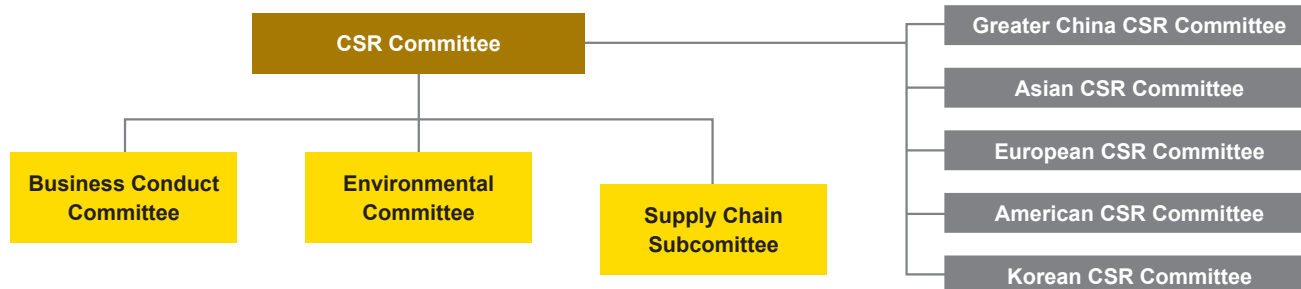 CSR Committee
Greater China CSR Committee
Asian CSR Committee
European CSR Committee
American CSR Committee
Korean CSR Committee
Business Conduct
Committee
Environmental
Committee
Supply Chain
Subcomittee